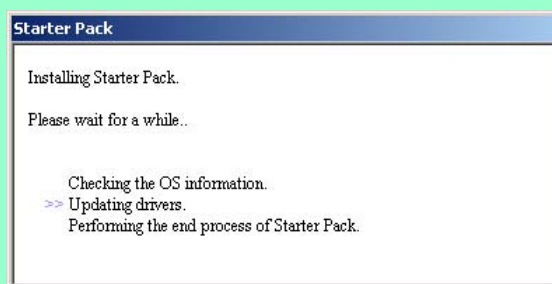 Starter Pack
Installing Starter Pack.
Please wait for a while..
Checking the OS information.
>> Updating drivers.
Performing the end process of Starter Pack.